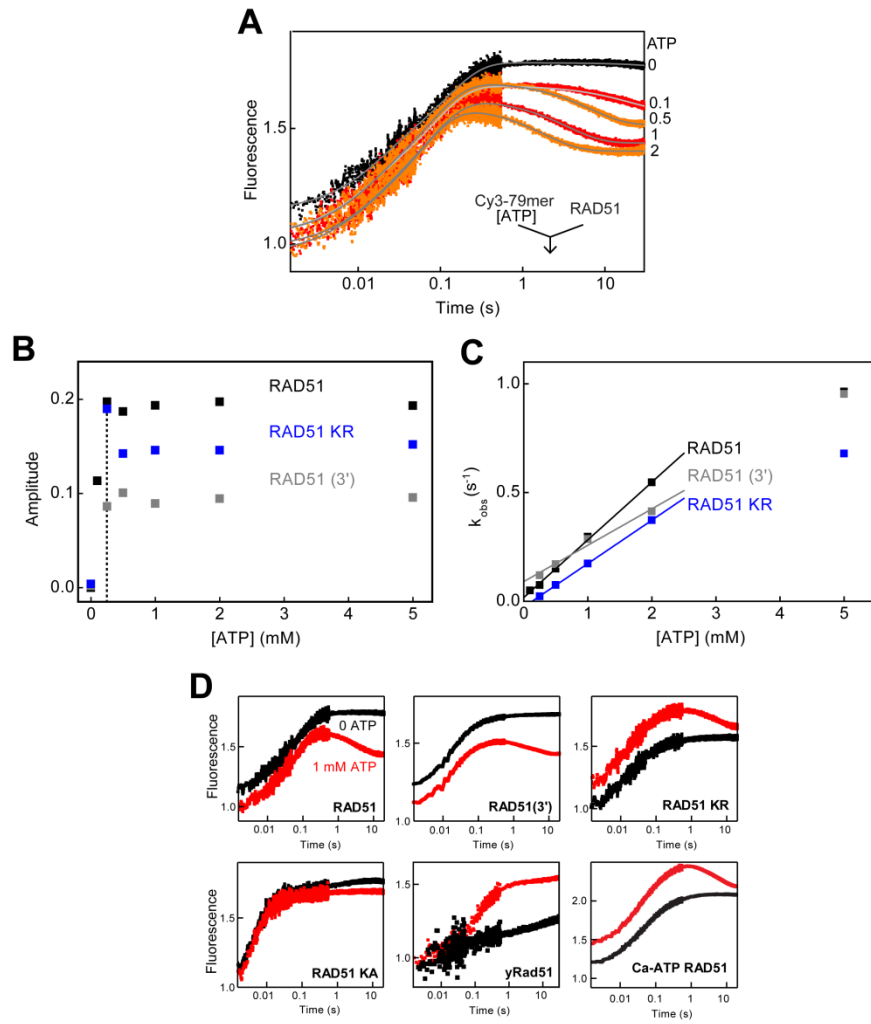 A
Fluorescence
1.5
1.0
ATP
0
0.1
0.5
1
2
Cy3-79mer
[ATP]
RAD51
0.01
0.1
1
10
Time (s)
B
Amplitude
0.2
0.1
0.0
RAD51
RAD51 KR
RAD51 (3')
0
1
2
3
4
5
[ATP] (mM)
C
k_obs (s⁻¹)
1.0
0.5
0.0
RAD51
RAD51 (3')
RAD51 KR
0
1
2
3
4
5
[ATP] (mM)
D
Fluorescence
1.5
1.0
0 ATP
1 mM ATP
RAD51
0.01 0.1 1 10
Time (s)
1.5
1.0
RAD51(3')
0.01 0.1 1 10
Time (s)
1.5
1.0
RAD51 KR
0.01 0.1 1 10
Time (s)
Fluorescence
1.5
1.0
RAD51 KA
0.01 0.1 1 10
Time (s)
1.5
1.0
yRad51
0.01 0.1 1 10
Time (s)
2.0
1.5
1.0
Ca-ATP RAD51
0.01 0.1 1 10
Time (s)